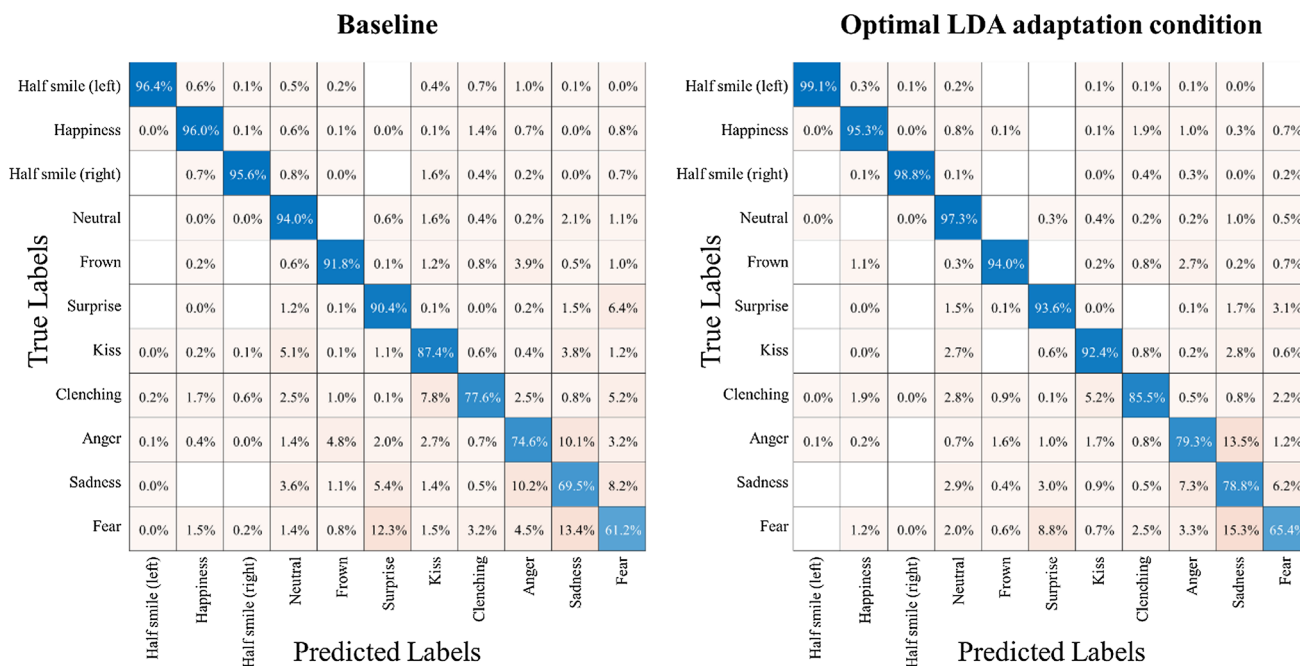 Baseline
Optimal LDA adaptation condition
True Labels
Half smile (left) 96.4% 0.6% 0.1% 0.5% 0.2% 0.4% 0.7% 1.0% 0.1% 0.0%
Happiness 0.0% 96.0% 0.1% 0.6% 0.1% 0.0% 0.1% 1.4% 0.7% 0.0% 0.8%
Half smile (right) 0.7% 95.6% 0.8% 0.0% 1.6% 0.4% 0.2% 0.0% 0.7%
Neutral 0.0% 0.0% 94.0% 0.6% 1.6% 0.4% 0.2% 2.1% 1.1%
Frown 0.2% 0.6% 91.8% 0.1% 1.2% 0.8% 3.9% 0.5% 1.0%
Surprise 0.0% 1.2% 0.1% 90.4% 0.1% 0.0% 0.2% 1.5% 6.4%
Kiss 0.0% 0.2% 0.1% 5.1% 0.1% 1.1% 87.4% 0.6% 0.4% 3.8% 1.2%
Clenching 0.2% 1.7% 0.6% 2.5% 1.0% 0.1% 7.8% 77.6% 2.5% 0.8% 5.2%
Anger 0.1% 0.4% 0.0% 1.4% 4.8% 2.0% 2.7% 0.7% 74.6% 10.1% 3.2%
Sadness 0.0% 3.6% 1.1% 5.4% 1.4% 0.5% 10.2% 69.5% 8.2%
Fear 0.0% 1.5% 0.2% 1.4% 0.8% 12.3% 1.5% 3.2% 4.5% 13.4% 61.2%
Half smile (left) Happiness Half smile (right) Neutral Frown Surprise Kiss Clenching Anger Sadness Fear
Predicted Labels
True Labels
Half smile (left) 99.1% 0.3% 0.1% 0.2% 0.1% 0.1% 0.1% 0.0%
Happiness 0.0% 95.3% 0.0% 0.8% 0.1% 0.1% 1.9% 1.0% 0.3% 0.7%
Half smile (right) 0.1% 98.8% 0.1% 0.0% 0.4% 0.3% 0.0% 0.2%
Neutral 0.0% 0.0% 97.3% 0.3% 0.4% 0.2% 0.2% 1.0% 0.5%
Frown 1.1% 0.3% 94.0% 0.2% 0.8% 2.7% 0.2% 0.7%
Surprise 0.0% 1.5% 0.1% 93.6% 0.0% 0.1% 1.7% 3.1%
Kiss 0.0% 2.7% 0.6% 92.4% 0.8% 0.2% 2.8% 0.6%
Clenching 0.0% 1.9% 0.0% 2.8% 0.9% 0.1% 5.2% 85.5% 0.5% 0.8% 2.2%
Anger 0.1% 0.2% 0.7% 1.6% 1.0% 1.7% 0.8% 79.3% 13.5% 1.2%
Sadness 2.9% 0.4% 3.0% 0.9% 0.5% 7.3% 78.8% 6.2%
Fear 1.2% 0.0% 2.0% 0.6% 8.8% 0.7% 2.5% 3.3% 15.3% 65.4%
Half smile (left) Happiness Half smile (right) Neutral Frown Surprise Kiss Clenching Anger Sadness Fear
Predicted Labels